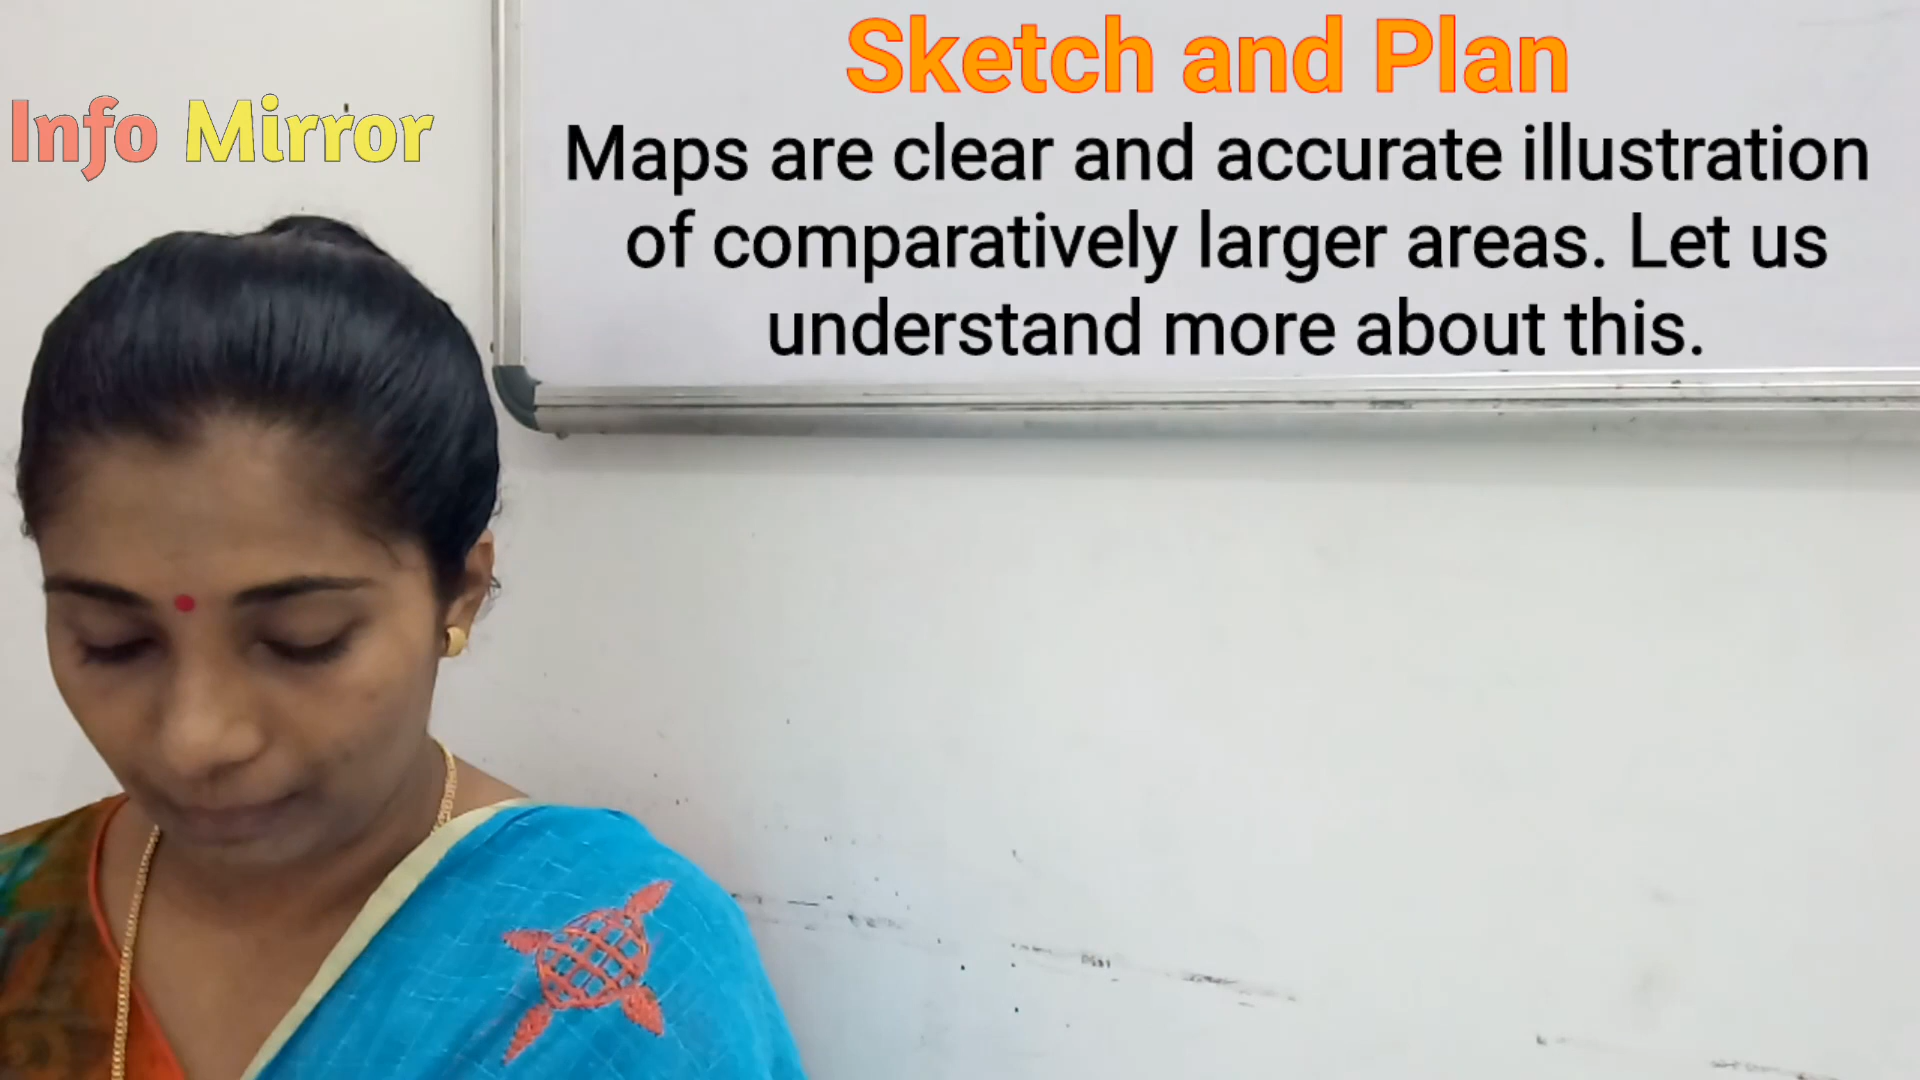 Sketch and Plan
Info Mirror
Maps are clear and accurate illustration
of comparatively larger areas. Let us
understand more about this.